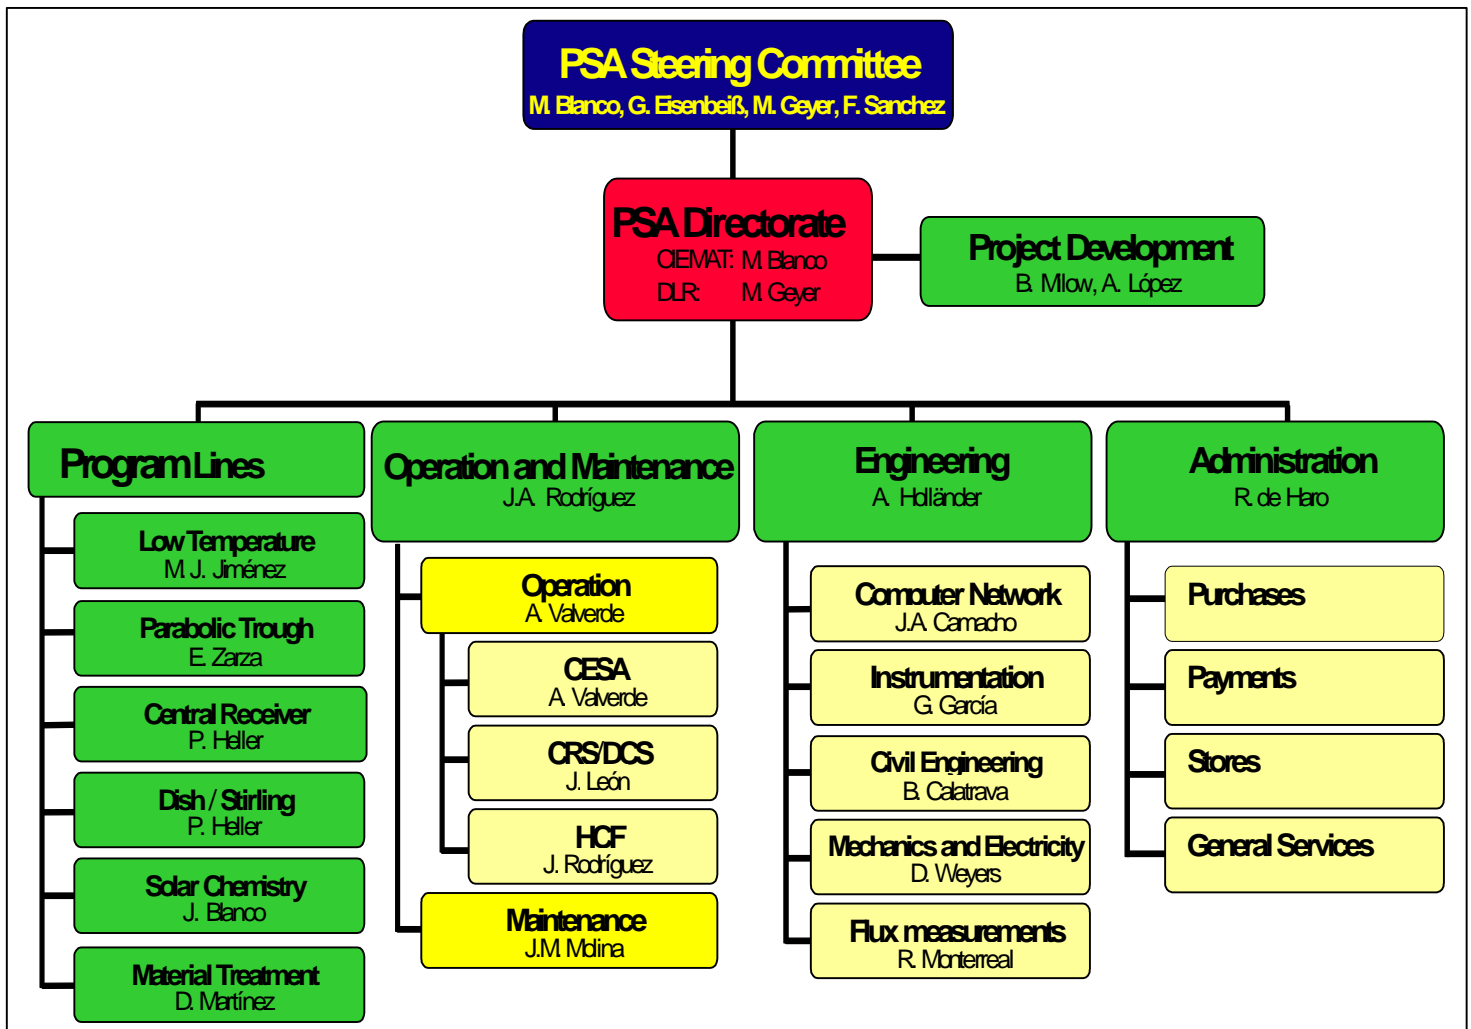 PSA Steering Committee
M. Blanco, G. Eisenbeiß, M. Geyer, F. Sanchez
PSA Directorate
CIEMAT: M. Blanco
DLR: M. Geyer
Project Development
B. Milow, A. López
Program Lines
Low Temperature
M. J. Jiménez
Parabolic Trough
E. Zarza
Central Receiver
P. Heller
Dish / Stirling
P. Heller
Solar Chemistry
J. Blanco
Material Treatment
D. Martínez
Operation and Maintenance
J.A. Rodríguez
Operation
A. Valverde
CESA
A. Valverde
CRS/DCS
J. León
HCF
J. Rodríguez
Maintenance
J.M. Molina
Engineering
A. Holländer
Computer Network
J.A. Camacho
Instrumentation
G. García
Civil Engineering
B. Calatrava
Mechanics and Electricity
D. Weyers
Flux measurements
R. Monterreal
Administration
R. de Haro
Purchases
Payments
Stores
General Services